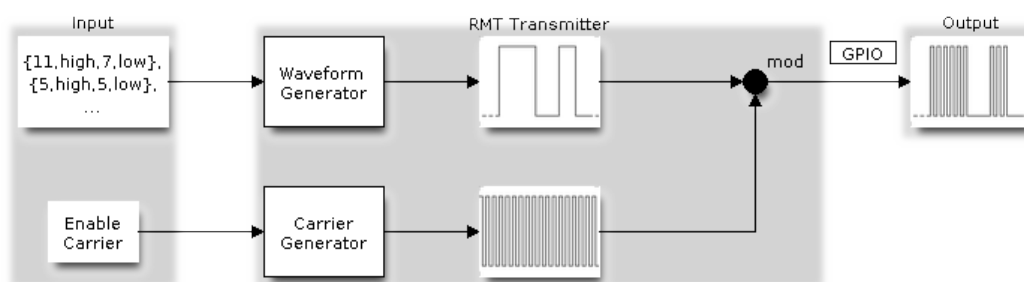 Input
RMT Transmitter
Output
{11,high,7,low},
{5,high,5,low},
...
Waveform
Generator
mod
GPIO
Enable
Carrier
Carrier
Generator